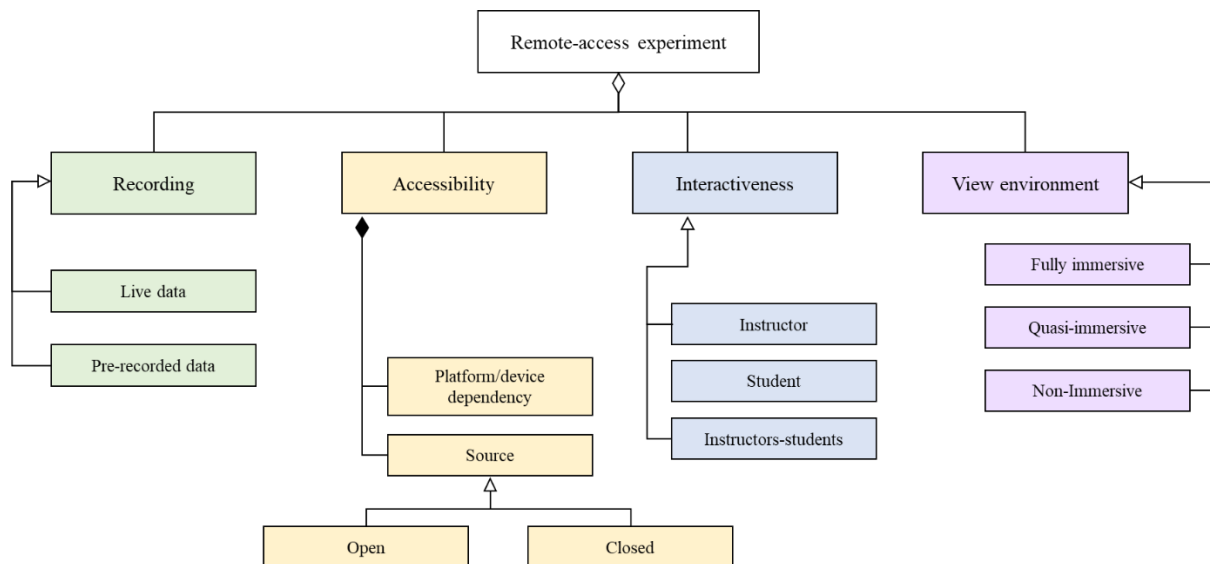 Remote-access experiment
Recording
Accessibility
Interactiveness
View environment
Live data
Pre-recorded data
Platform/device
dependency
Source
Open
Closed
Instructor
Student
Instructors-students
Fully immersive
Quasi-immersive
Non-Immersive